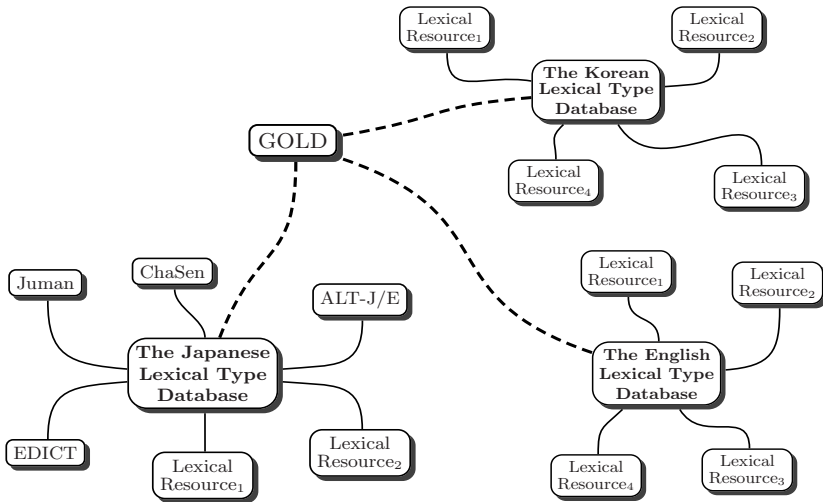 Lexical
Resource₁
Lexical
Resource₂
The Korean
Lexical Type
Database
GOLD
Lexical
Resource₄
Lexical
Resource₃
Juman
ChaSen
ALT-J/E
Lexical
Resource₁
Lexical
Resource₂
The Japanese
Lexical Type
Database
The English
Lexical Type
Database
EDICT
Lexical
Resource₁
Lexical
Resource₂
Lexical
Resource₄
Lexical
Resource₃